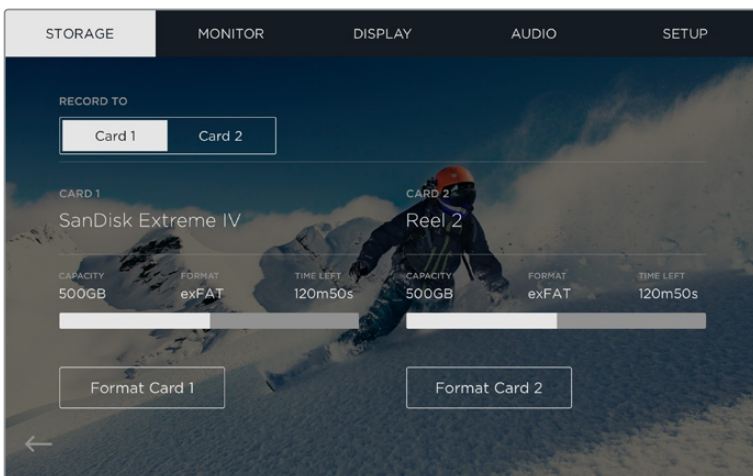 STORAGE MONITOR DISPLAY AUDIO SETUP
RECORD TO
Card 1 Card 2
CARD 1 CARD 2
SanDisk Extreme IV Reel 2
CAPACITY FORMAT TIME LEFT CAPACITY FORMAT TIME LEFT
500GB exFAT 120m50s 500GB exFAT 120m50s
Format Card 1 Format Card 2